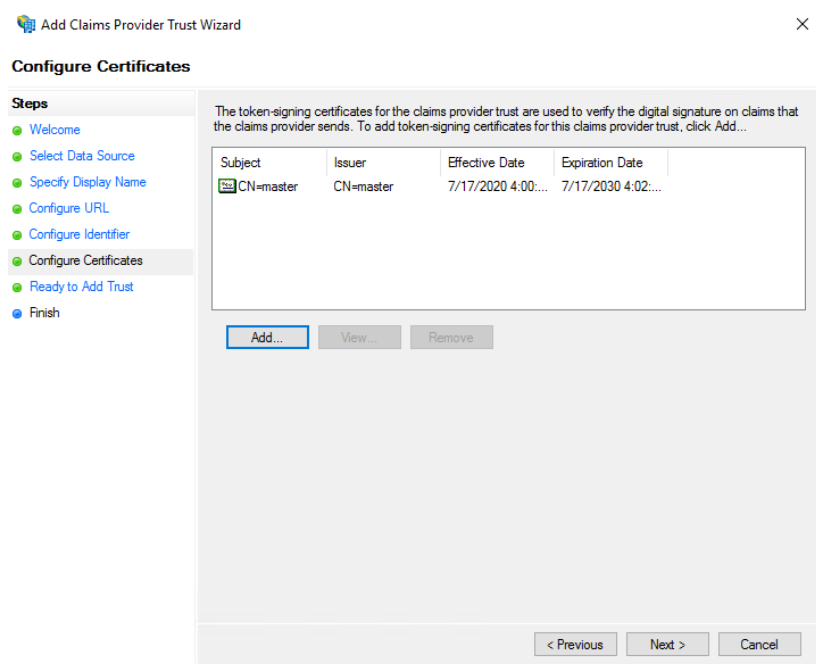 Add Claims Provider Trust Wizard
Configure Certificates
Steps
Welcome
Select Data Source
Specify Display Name
Configure URL
Configure Identifier
Configure Certificates
Ready to Add Trust
Finish
The token-signing certificates for the claims provider trust are used to verify the digital signature on claims that
the claims provider sends. To add token-signing certificates for this claims provider trust, click Add...
Subject Issuer Effective Date Expiration Date
CN=master CN=master 7/17/2020 4:00:... 7/17/2030 4:02:...
Add... View... Remove
< Previous Next > Cancel